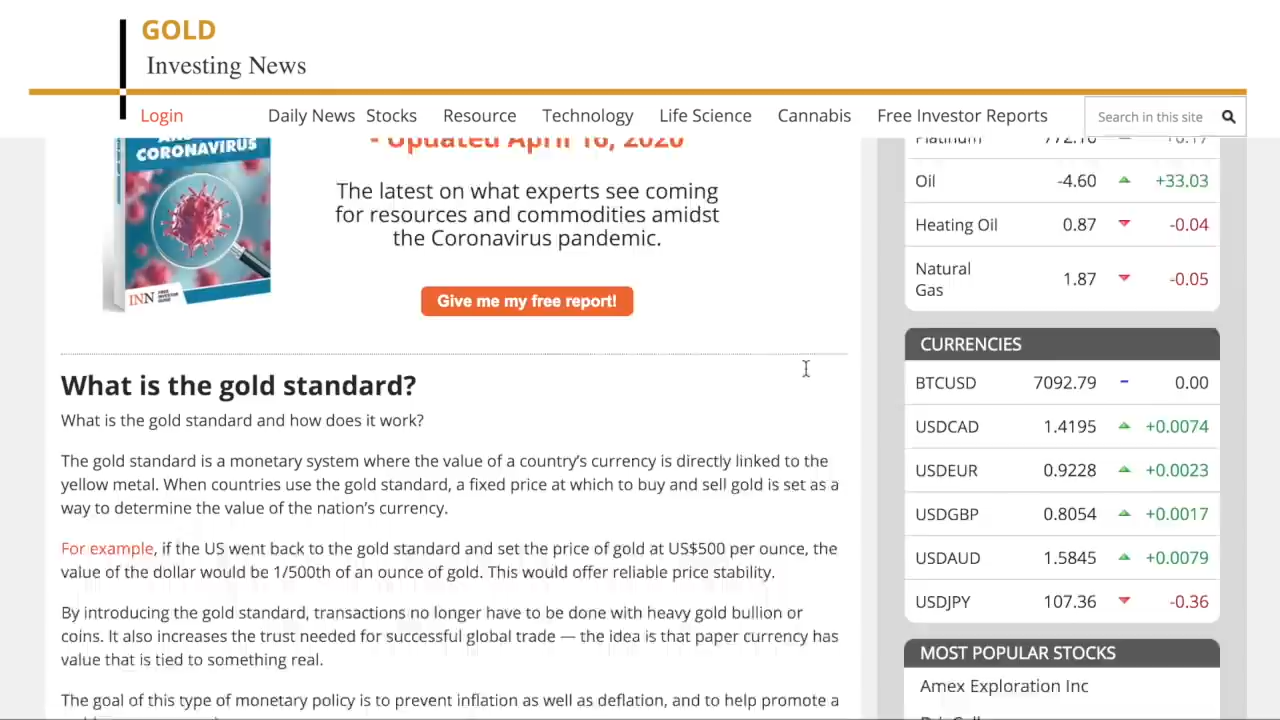 GOLD
Investing News
Login Daily News Stocks Resource Technology Life Science Cannabis Free Investor Reports Search in this site
CORONAVIRUS
INN
- Updated April 16, 2020
The latest on what experts see coming
for resources and commodities amidst
the Coronavirus pandemic.
Give me my free report!
What is the gold standard?
What is the gold standard and how does it work?
The gold standard is a monetary system where the value of a country's currency is directly linked to the
yellow metal. When countries use the gold standard, a fixed price at which to buy and sell gold is set as a
way to determine the value of the nation's currency.
For example, if the US went back to the gold standard and set the price of gold at US$500 per ounce, the
value of the dollar would be 1/500th of an ounce of gold. This would offer reliable price stability.
By introducing the gold standard, transactions no longer have to be done with heavy gold bullion or
coins. It also increases the trust needed for successful global trade — the idea is that paper currency has
value that is tied to something real.
The goal of this type of monetary policy is to prevent inflation as well as deflation, and to help promote a
Platinum
Oil -4.60 +33.03
Heating Oil 0.87 -0.04
Natural
Gas 1.87 -0.05
CURRENCIES
BTCUSD 7092.79 0.00
USDCAD 1.4195 +0.0074
USDEUR 0.9228 +0.0023
USDGBP 0.8054 +0.0017
USDAUD 1.5845 +0.0079
USDJPY 107.36 -0.36
MOST POPULAR STOCKS
Amex Exploration Inc